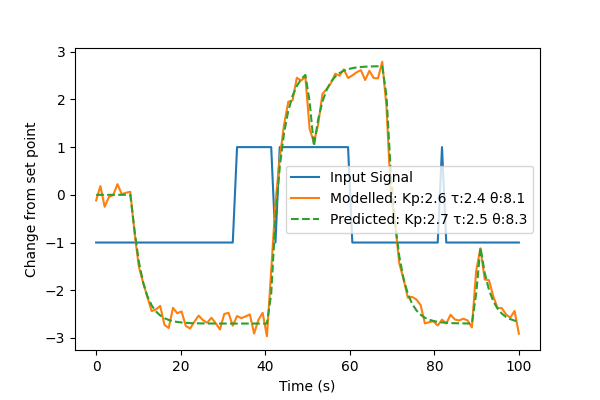 3
2
1
0
−1
−2
−3
Change from set point
Input Signal
Modelled: Kp:2.6 τ:2.4 θ:8.1
Predicted: Kp:2.7 τ:2.5 θ:8.3
0 20 40 60 80 100
Time (s)